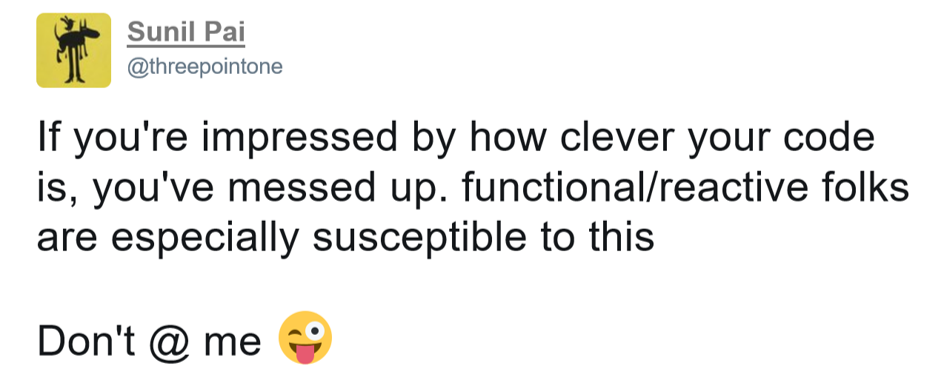 Sunil Pai
@threepointone
If you're impressed by how clever your code
is, you've messed up. functional/reactive folks
are especially susceptible to this
Don't @ me 😜